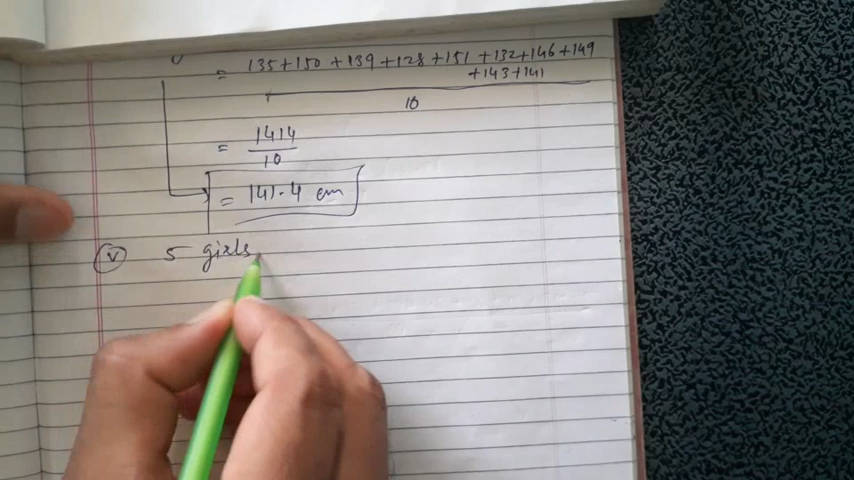 = 135+150+139+128+151+132+146+149
+143+141
10
= 1414
10
= 141.4 cm
v 5 girls